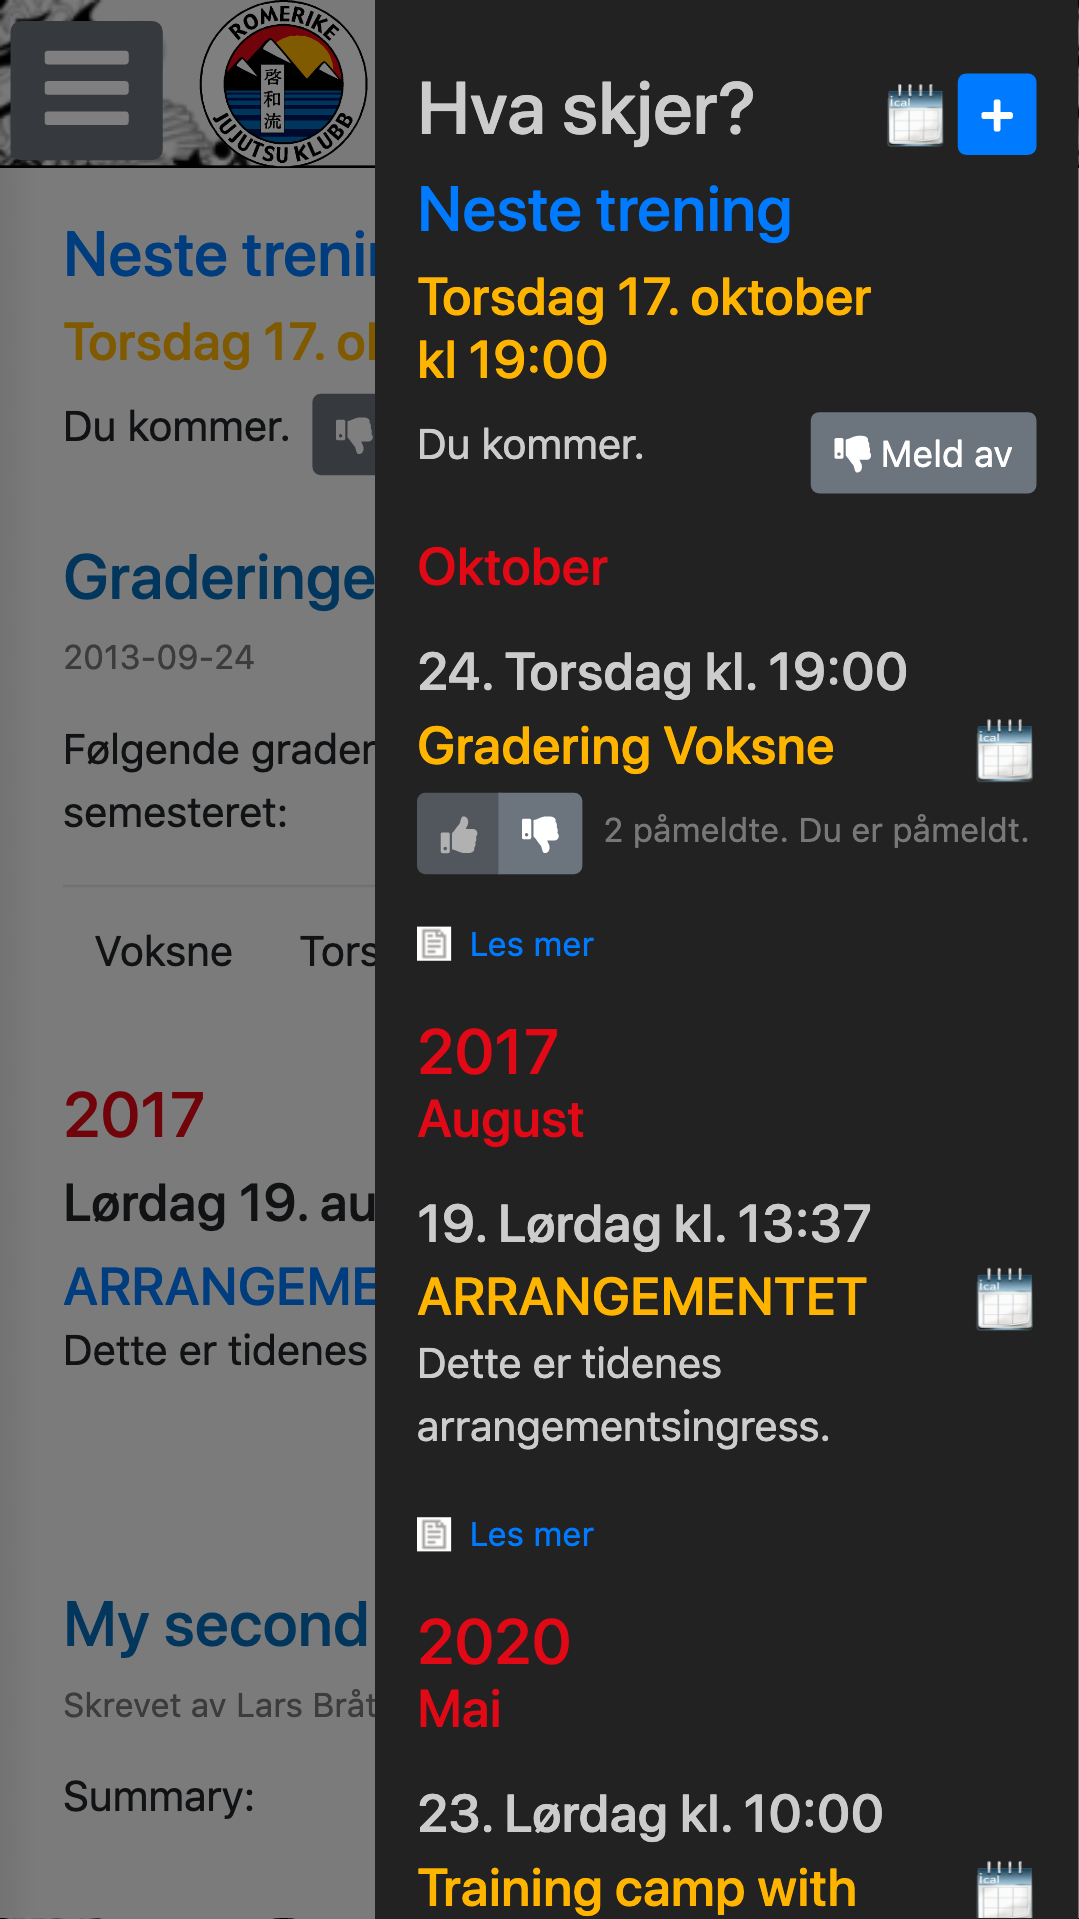 ROMERIKE
啓和流
JUJUTSU KLUBB
Neste trenin
Torsdag 17. ok
Du kommer.
Graderinge
2013-09-24
Følgende grader
semesteret:
Voksne Tors
2017
Lørdag 19. au
ARRANGEME
Dette er tidenes
My second
Skrevet av Lars Bråt
Summary:
Hva skjer?
ical
+
Neste trening
Torsdag 17. oktober
kl 19:00
Du kommer.
Meld av
Oktober
24. Torsdag kl. 19:00
Gradering Voksne
ical
2 påmeldte. Du er påmeldt.
Les mer
2017
August
19. Lørdag kl. 13:37
ARRANGEMENTET
ical
Dette er tidenes
arrangementsingress.
Les mer
2020
Mai
23. Lørdag kl. 10:00
Training camp with
ical